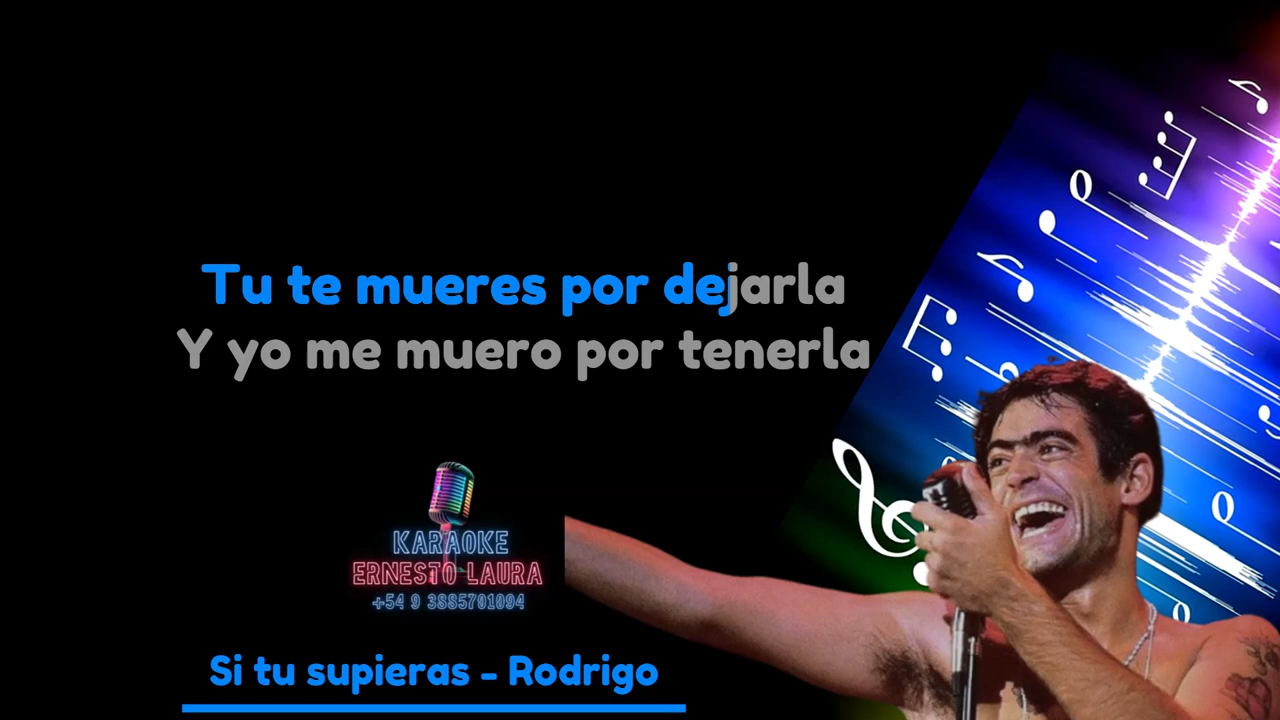 Tu te mueres por dejarla
Y yo me muero por tenerla
KARAOKE
ERNESTO LAURA
+54 9 3885701094
Si tu supieras - Rodrigo